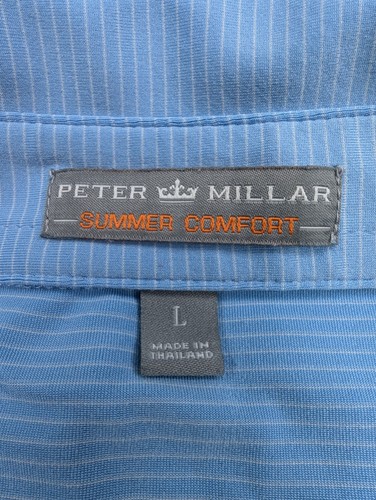 PETER MILLAR
SUMMER COMFORT
L
MADE IN
THAILAND